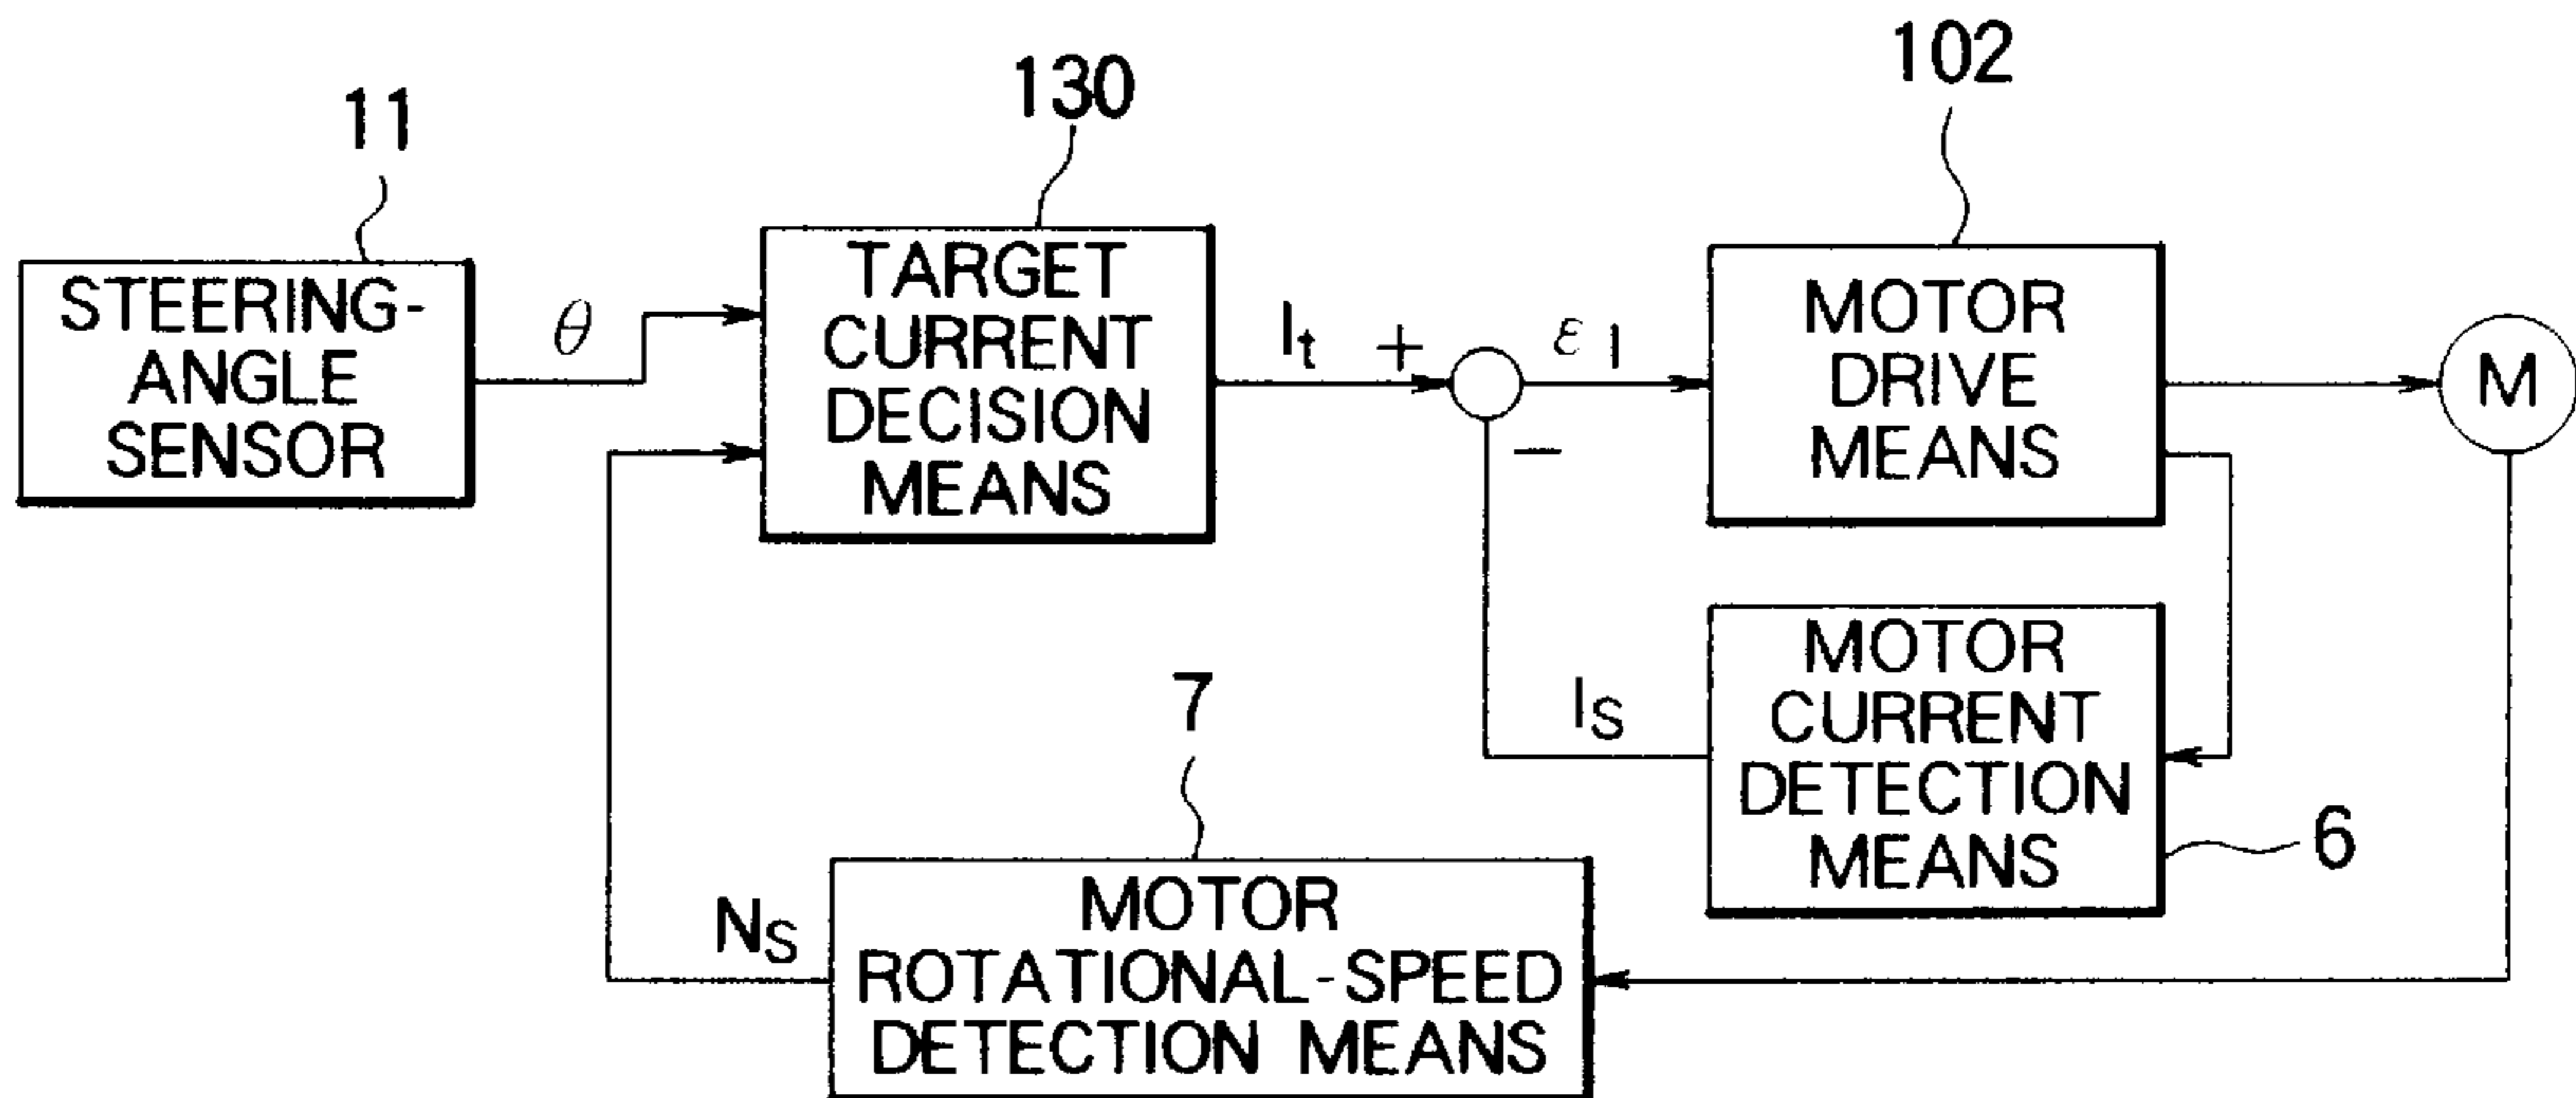 11
STEERING-
ANGLE
SENSOR
θ
130
TARGET
CURRENT
DECISION
MEANS
It
+
−
ε1
102
MOTOR
DRIVE
MEANS
M
MOTOR
CURRENT
DETECTION
MEANS
6
IS
7
MOTOR
ROTATIONAL-SPEED
DETECTION MEANS
NS